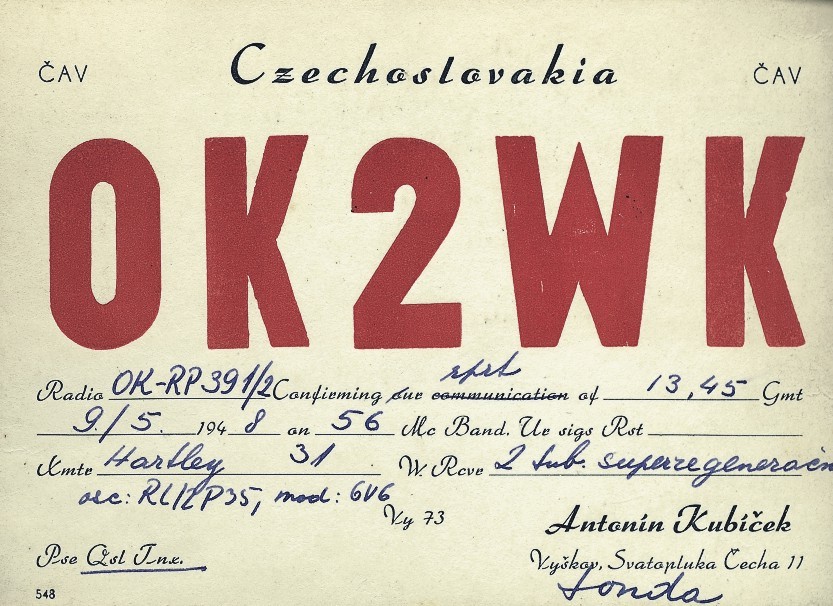 ČAV Czechoslovakia ČAV
OK2WK
rprt
Radio OK-RP391/2 Confirming our communication of 13,45 Gmt
9./5. 1948 on 56 Mc Band. Ur sigs Rst
Xmtr Hartley 31 W. Rcvr 2 tub. superregeneračn
osc: RL12P35, mod: 6V6
Vy 73
Antonín Kubíček
Pse Qsl Tnx. Vyškov, Svatopluka Čecha 11
Tonda
548